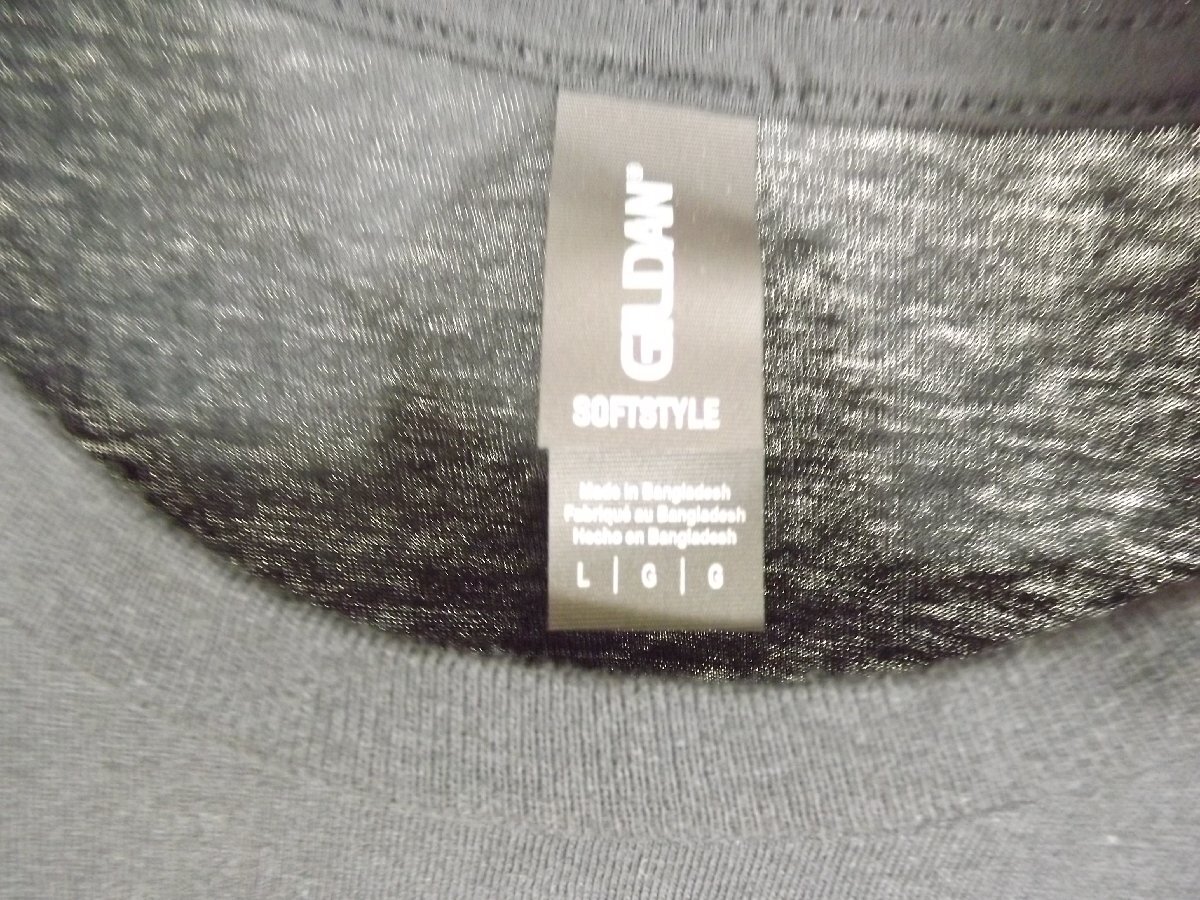 GILDAN®
SOFTSTYLE
Made in Bangladesh
Fabriqué au Bangladesh
Hecho en Bangladesh
L | G | G